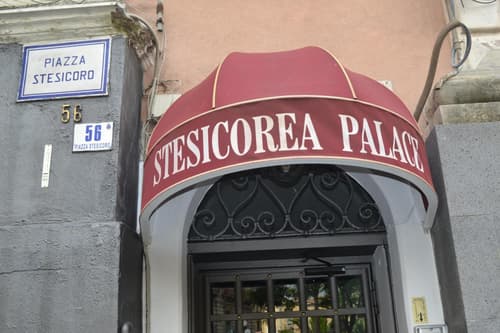 PIAZZA
STESICORO
56
56
PIAZZA STESICORO
STESICOREA PALACE